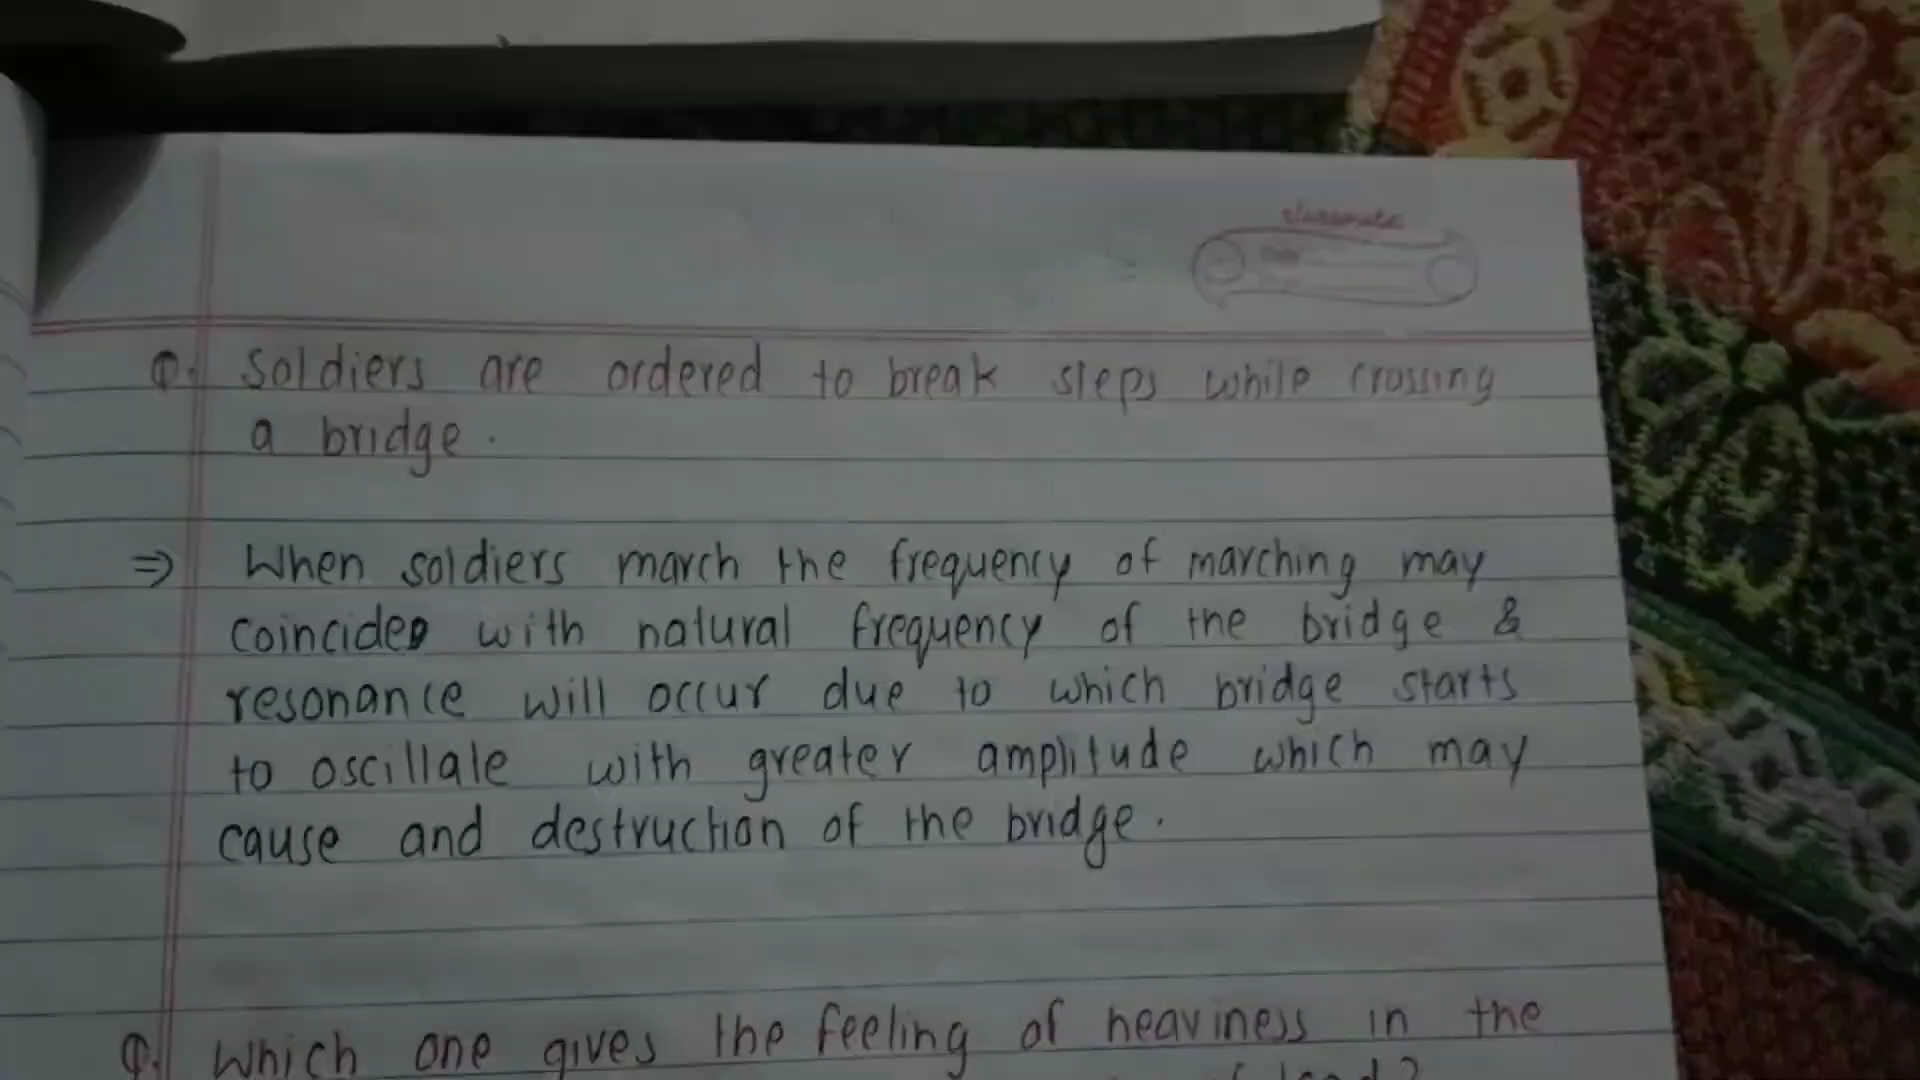 classmate
Q. Soldiers are ordered to break steps while crossing
a bridge.
⇒ When soldiers march the frequency of marching may
coincides with natural frequency of the bridge &
resonance will occur due to which bridge starts
to oscillate with greater amplitude which may
cause and destruction of the bridge.
Q. Which one gives the feeling of heaviness in the